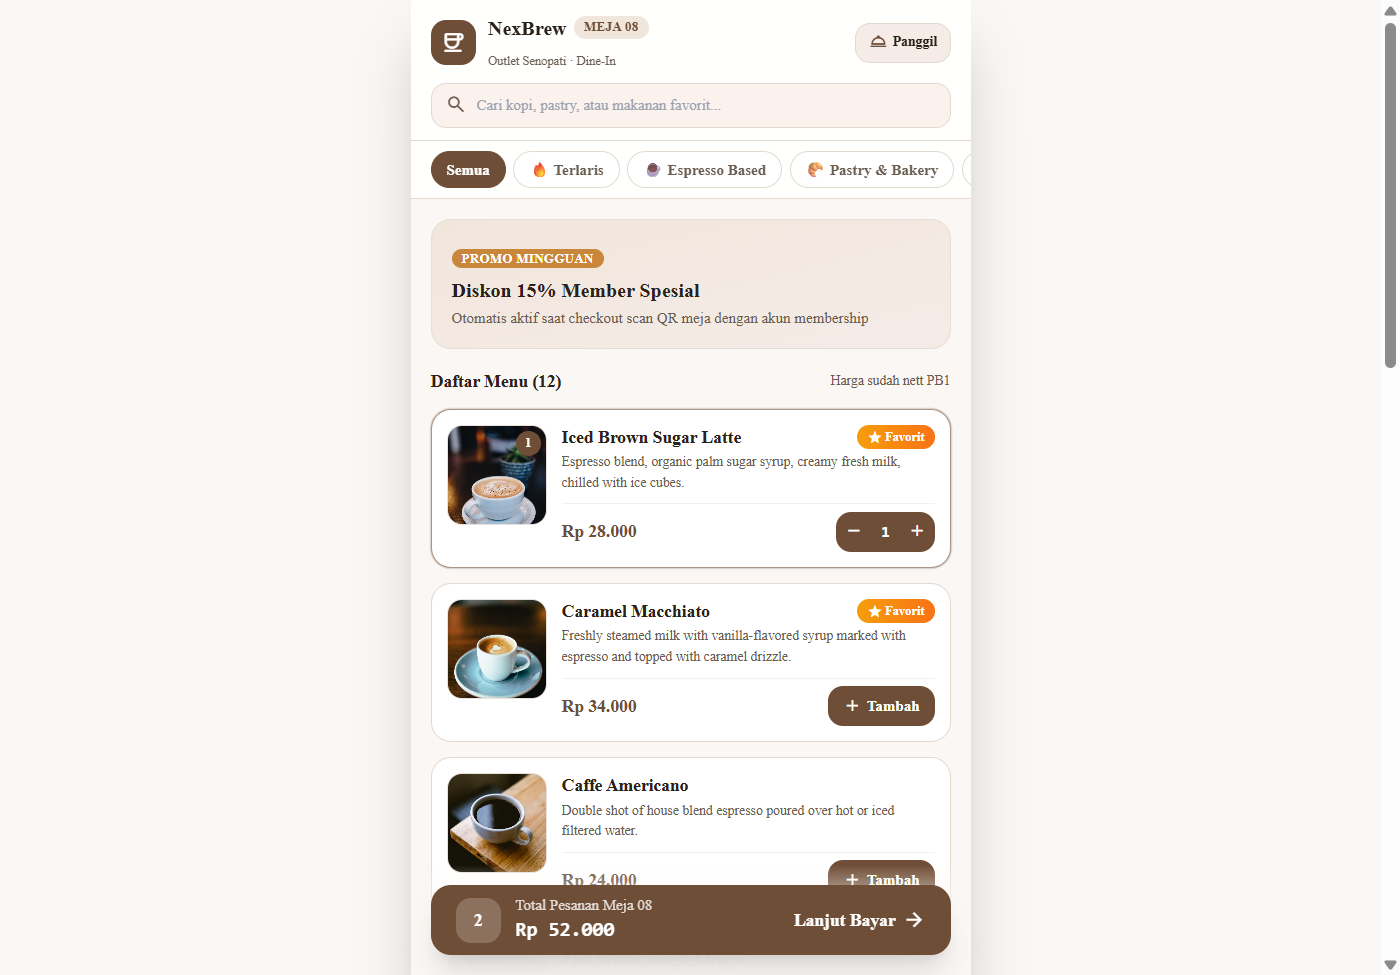 NexBrew MEJA 08
Outlet Senopati · Dine-In
Panggil
Cari kopi, pastry, atau makanan favorit...
Semua
Terlaris
Espresso Based
Pastry & Bakery
PROMO MINGGUAN
Diskon 15% Member Spesial
Otomatis aktif saat checkout scan QR meja dengan akun membership
Daftar Menu (12)
Harga sudah nett PB1
1
Iced Brown Sugar Latte
Favorit
Espresso blend, organic palm sugar syrup, creamy fresh milk,
chilled with ice cubes.
Rp 28.000
− 1 +
Caramel Macchiato
Favorit
Freshly steamed milk with vanilla-flavored syrup marked with
espresso and topped with caramel drizzle.
Rp 34.000
+ Tambah
Caffe Americano
Double shot of house blend espresso poured over hot or iced
filtered water.
Rp 24.000
+ Tambah
2
Total Pesanan Meja 08
Rp 52.000
Lanjut Bayar →